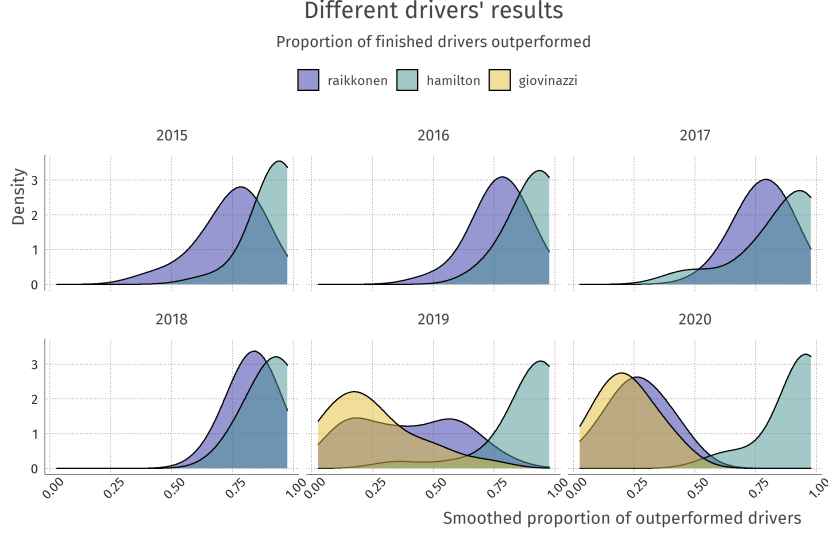 Different drivers' results
Proportion of finished drivers outperformed
raikkonen hamilton giovinazzi
2015 2016 2017
Density
3
2
1
0
2018 2019 2020
3
2
1
0
0.00 0.25 0.50 0.75 1.00 0.00 0.25 0.50 0.75 1.00 0.00 0.25 0.50 0.75 1.00
Smoothed proportion of outperformed drivers